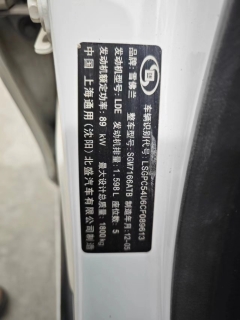 车辆识别代号：LSGPC54U6CF089613
品牌：雪佛兰 整车型号：SGM7166ATB 制造年月：12-05
发动机型号：LDE 发动机排量：1.598L 座位数：5
发动机额定功率：89 kW 最大设计总质量：1800kg
中国 上海通用（沈阳）北盛汽车有限公司制造